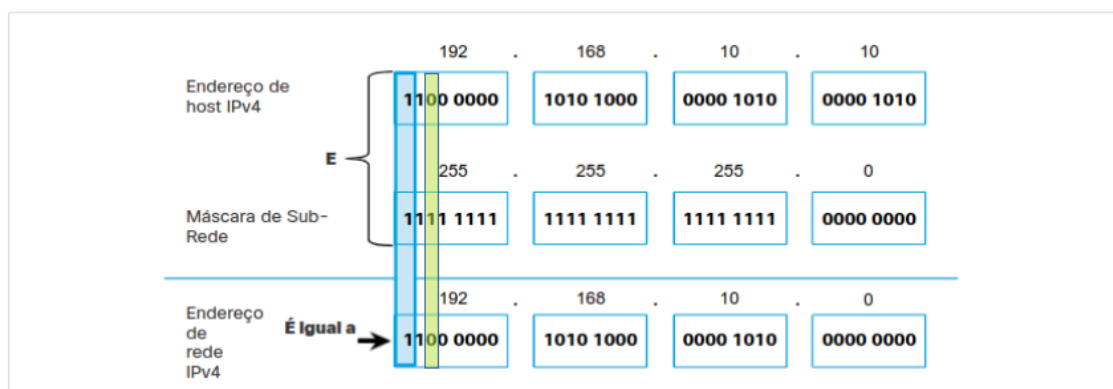 192 . 168 . 10 . 10
Endereço de
host IPv4
1100 0000 1010 1000 0000 1010 0000 1010
E
255 . 255 . 255 . 0
Máscara de Sub-
Rede
1111 1111 1111 1111 1111 1111 0000 0000
192 . 168 . 10 . 0
Endereço
de
rede
IPv4
É Igual a
1100 0000 1010 1000 0000 1010 0000 0000